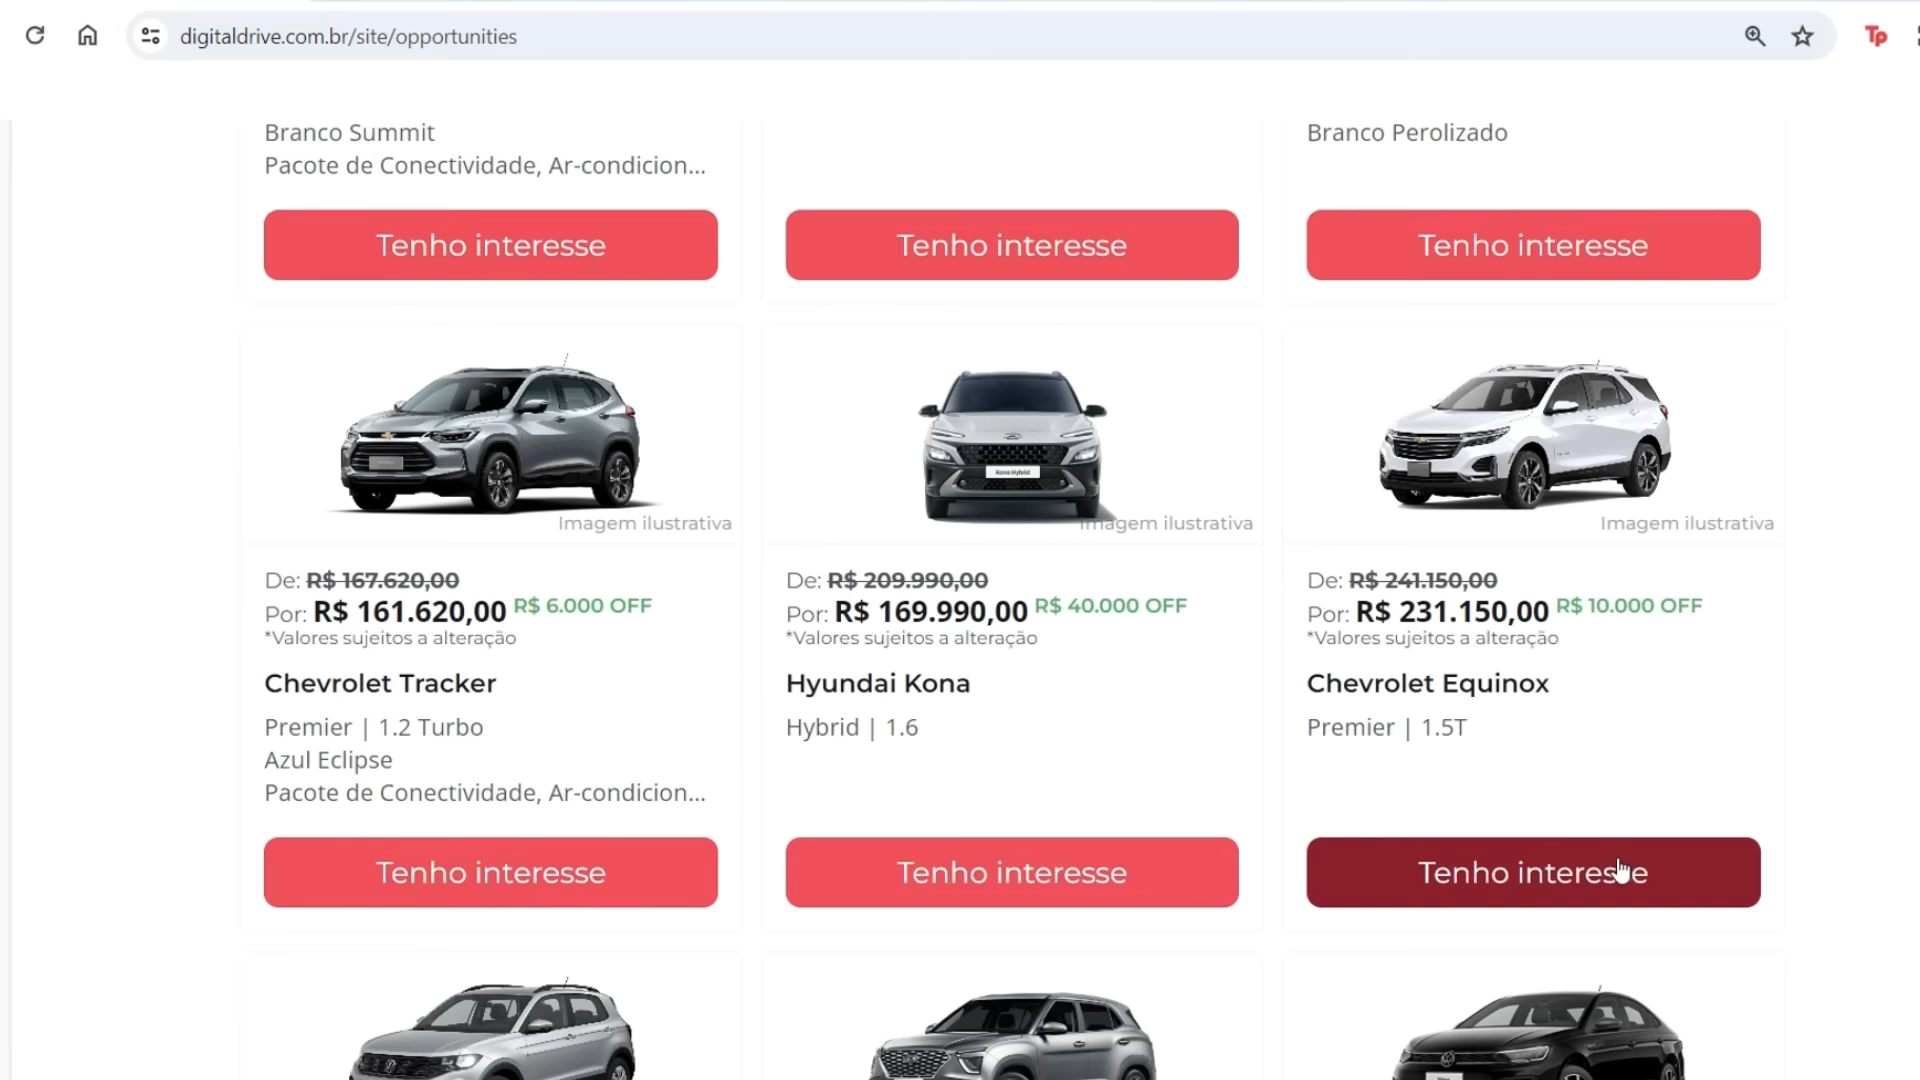 digitaldrive.com.br/site/opportunities
Tp
Branco Summit
Pacote de Conectividade, Ar-condicion...
Tenho interesse
Tenho interesse
Branco Perolizado
Tenho interesse
Imagem ilustrativa
De: R$ 167.620,00
Por: R$ 161.620,00 R$ 6.000 OFF
*Valores sujeitos a alteração
Chevrolet Tracker
Premier | 1.2 Turbo
Azul Eclipse
Pacote de Conectividade, Ar-condicion...
Tenho interesse
Kona Hybrid
Imagem ilustrativa
De: R$ 209.990,00
Por: R$ 169.990,00 R$ 40.000 OFF
*Valores sujeitos a alteração
Hyundai Kona
Hybrid | 1.6
Tenho interesse
Imagem ilustrativa
De: R$ 241.150,00
Por: R$ 231.150,00 R$ 10.000 OFF
*Valores sujeitos a alteração
Chevrolet Equinox
Premier | 1.5T
Tenho interesse